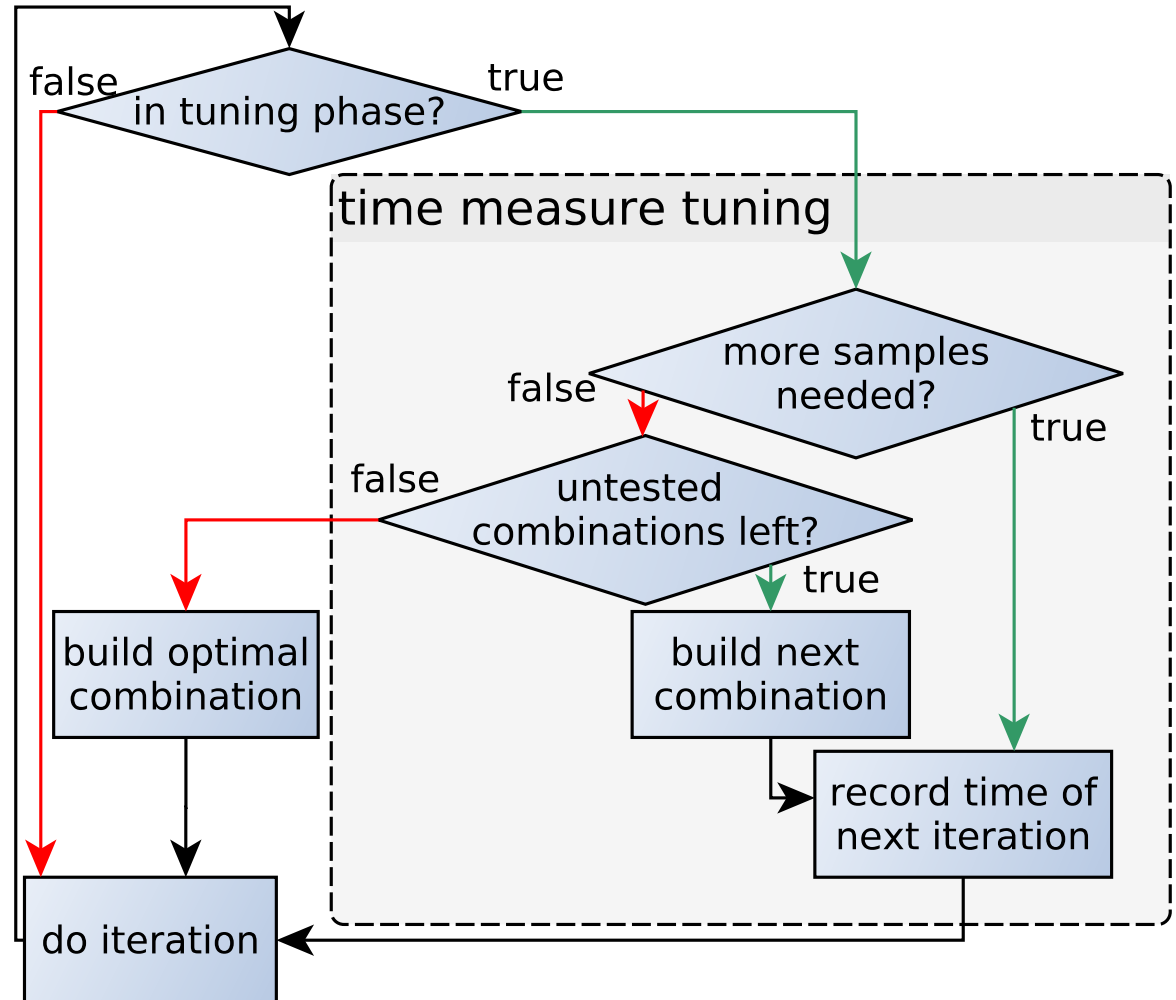 false
true
in tuning phase?
time measure tuning
more samples
needed?
false
true
untested
combinations left?
false
true
build optimal
combination
build next
combination
record time of
next iteration
do iteration